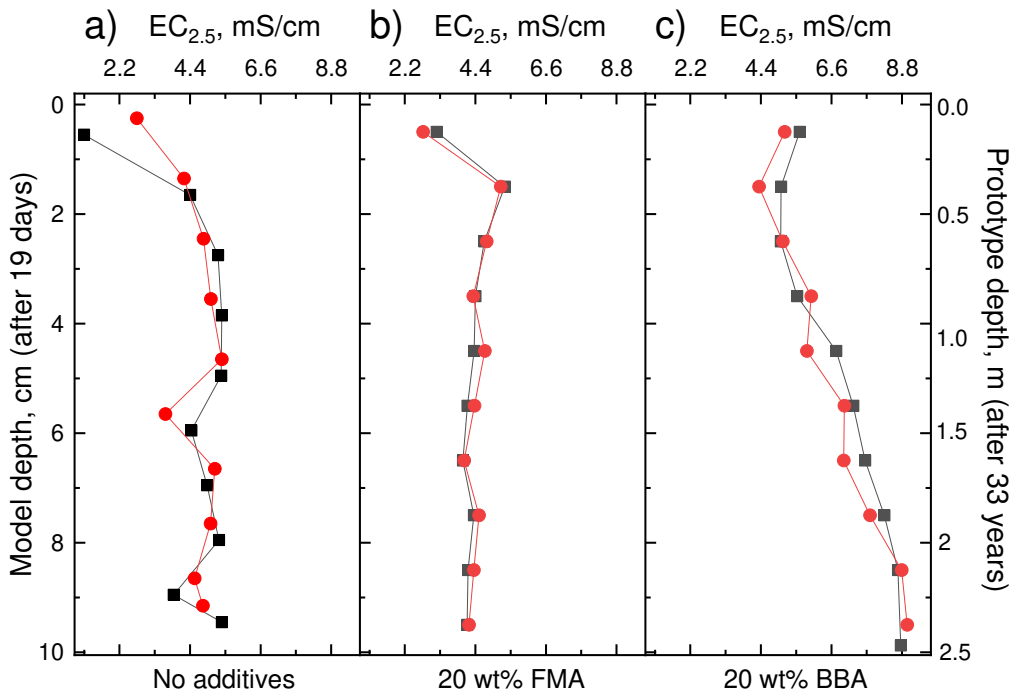 a) EC2.5, mS/cm b) EC2.5, mS/cm c) EC2.5, mS/cm
2.2 4.4 6.6 8.8 2.2 4.4 6.6 8.8 2.2 4.4 6.6 8.8
Model depth, cm (after 19 days)
0
2
4
6
8
10
0.0
0.5
1.0
1.5
2
2.5
Prototype depth, m (after 33 years)
No additives 20 wt% FMA 20 wt% BBA